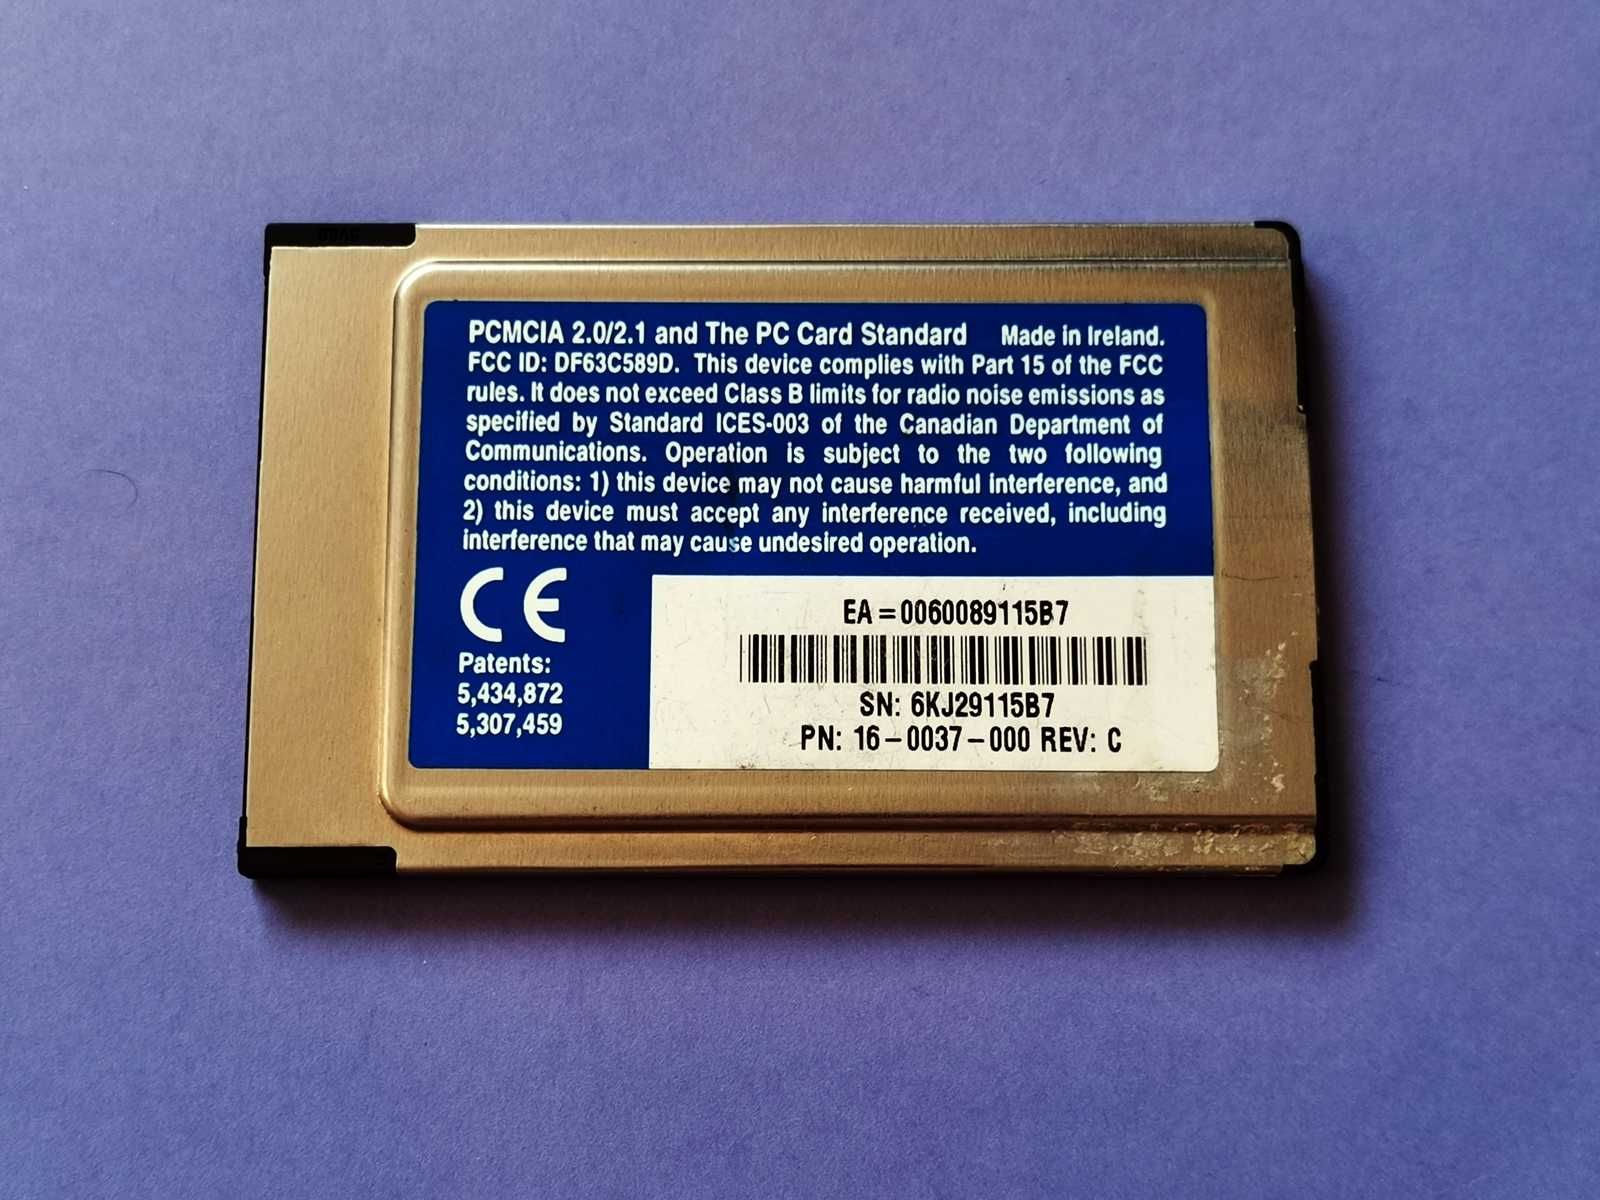 PCMCIA 2.0/2.1 and The PC Card Standard Made in Ireland.
FCC ID: DF63C589D. This device complies with Part 15 of the FCC
rules. It does not exceed Class B limits for radio noise emissions as
specified by Standard ICES-003 of the Canadian Department of
Communications. Operation is subject to the two following
conditions: 1) this device may not cause harmful interference, and
2) this device must accept any interference received, including
interference that may cause undesired operation.
CE
Patents:
5,434,872
5,307,459
EA=0060089115B7
SN: 6KJ29115B7
PN: 16-0037-000 REV: C